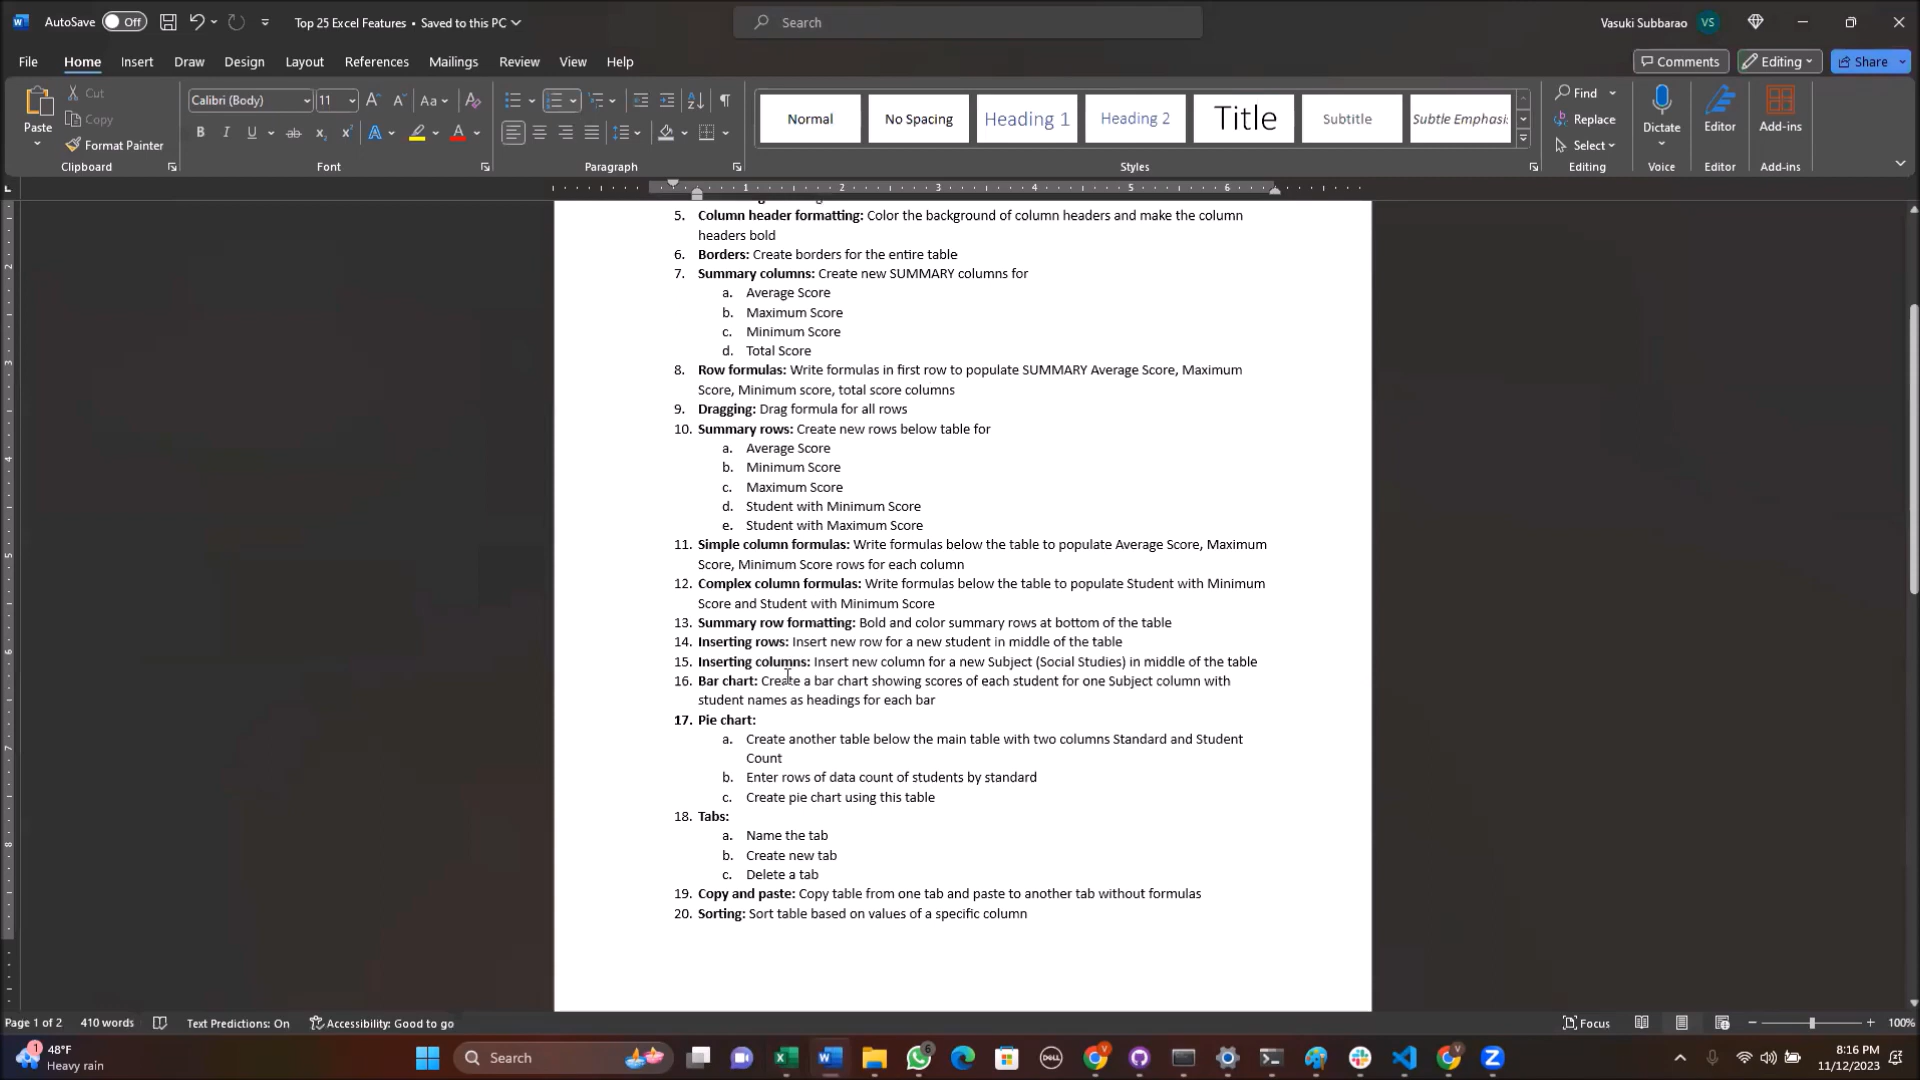 AutoSave Off Top 25 Excel Features • Saved to this PC Search Vasuki Subbarao VS
File Home Insert Draw Design Layout References Mailings Review View Help Comments Editing Share
Paste Cut Calibri (Body) 11 Aa Normal No Spacing Heading 1 Heading 2 Title Subtitle Subtle Emphasi: Find Dictate Editor Add-ins
Copy Replace
Format Painter Select
Clipboard Font Paragraph Styles Editing Voice Editor Add-ins
1 2 3 4 5 6
5. Column header formatting: Color the background of column headers and make the column
headers bold
6. Borders: Create borders for the entire table
7. Summary columns: Create new SUMMARY columns for
a. Average Score
b. Maximum Score
c. Minimum Score
d. Total Score
8. Row formulas: Write formulas in first row to populate SUMMARY Average Score, Maximum
Score, Minimum score, total score columns
9. Dragging: Drag formula for all rows
10. Summary rows: Create new rows below table for
a. Average Score
b. Minimum Score
c. Maximum Score
d. Student with Minimum Score
e. Student with Maximum Score
11. Simple column formulas: Write formulas below the table to populate Average Score, Maximum
Score, Minimum Score rows for each column
12. Complex column formulas: Write formulas below the table to populate Student with Minimum
Score and Student with Minimum Score
13. Summary row formatting: Bold and color summary rows at bottom of the table
14. Inserting rows: Insert new row for a new student in middle of the table
15. Inserting columns: Insert new column for a new Subject (Social Studies) in middle of the table
16. Bar chart: Create a bar chart showing scores of each student for one Subject column with
student names as headings for each bar
17. Pie chart:
a. Create another table below the main table with two columns Standard and Student
Count
b. Enter rows of data count of students by standard
c. Create pie chart using this table
18. Tabs:
a. Name the tab
b. Create new tab
c. Delete a tab
19. Copy and paste: Copy table from one tab and paste to another tab without formulas
20. Sorting: Sort table based on values of a specific column
Page 1 of 2 410 words Text Predictions: On Accessibility: Good to go Focus 100%
48°F
Heavy rain
Search
8:16 PM
11/12/2023